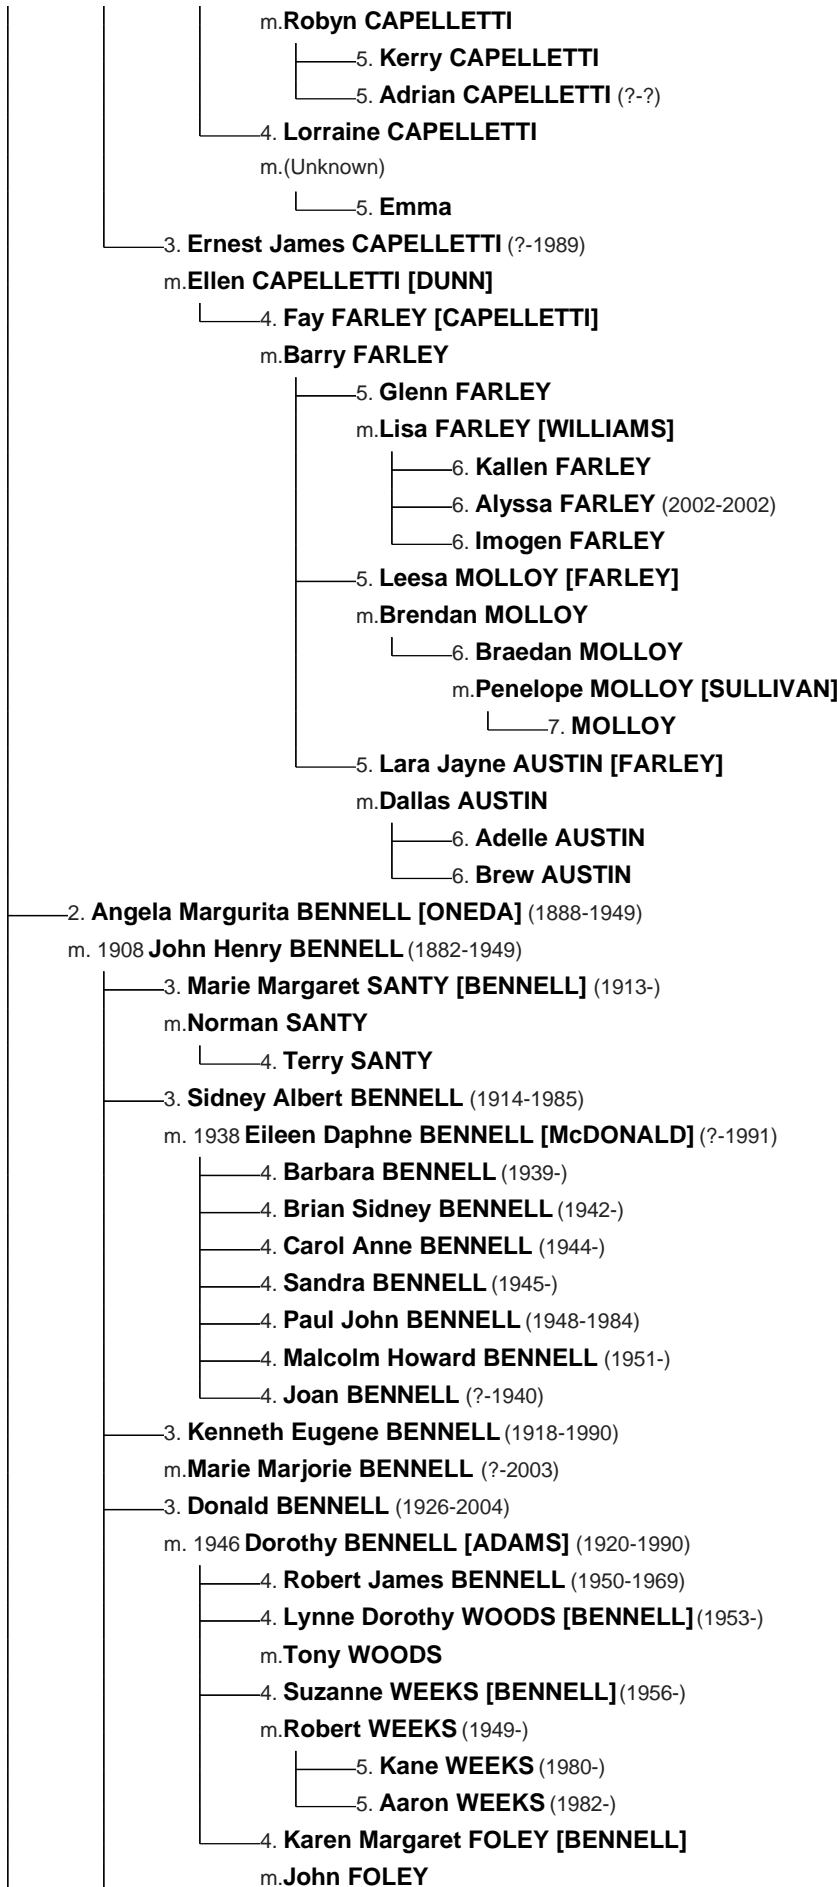 m.Robyn CAPELLETTI
5. Kerry CAPELLETTI
5. Adrian CAPELLETTI (?-?)
4. Lorraine CAPELLETTI
m.(Unknown)
5. Emma
3. Ernest James CAPELLETTI (?-1989)
m.Ellen CAPELLETTI [DUNN]
4. Fay FARLEY [CAPELLETTI]
m.Barry FARLEY
5. Glenn FARLEY
m.Lisa FARLEY [WILLIAMS]
6. Kallen FARLEY
6. Alyssa FARLEY (2002-2002)
6. Imogen FARLEY
5. Leesa MOLLOY [FARLEY]
m.Brendan MOLLOY
6. Braedan MOLLOY
m.Penelope MOLLOY [SULLIVAN]
7. MOLLOY
5. Lara Jayne AUSTIN [FARLEY]
m.Dallas AUSTIN
6. Adelle AUSTIN
6. Brew AUSTIN
2. Angela Margurita BENNELL [ONEDA] (1888-1949)
m. 1908 John Henry BENNELL (1882-1949)
3. Marie Margaret SANTY [BENNELL] (1913-)
m.Norman SANTY
4. Terry SANTY
3. Sidney Albert BENNELL (1914-1985)
m. 1938 Eileen Daphne BENNELL [McDONALD] (?-1991)
4. Barbara BENNELL (1939-)
4. Brian Sidney BENNELL (1942-)
4. Carol Anne BENNELL (1944-)
4. Sandra BENNELL (1945-)
4. Paul John BENNELL (1948-1984)
4. Malcolm Howard BENNELL (1951-)
4. Joan BENNELL (?-1940)
3. Kenneth Eugene BENNELL (1918-1990)
m.Marie Marjorie BENNELL (?-2003)
3. Donald BENNELL (1926-2004)
m. 1946 Dorothy BENNELL [ADAMS] (1920-1990)
4. Robert James BENNELL (1950-1969)
4. Lynne Dorothy WOODS [BENNELL] (1953-)
m.Tony WOODS
4. Suzanne WEEKS [BENNELL] (1956-)
m.Robert WEEKS (1949-)
5. Kane WEEKS (1980-)
5. Aaron WEEKS (1982-)
4. Karen Margaret FOLEY [BENNELL]
m.John FOLEY